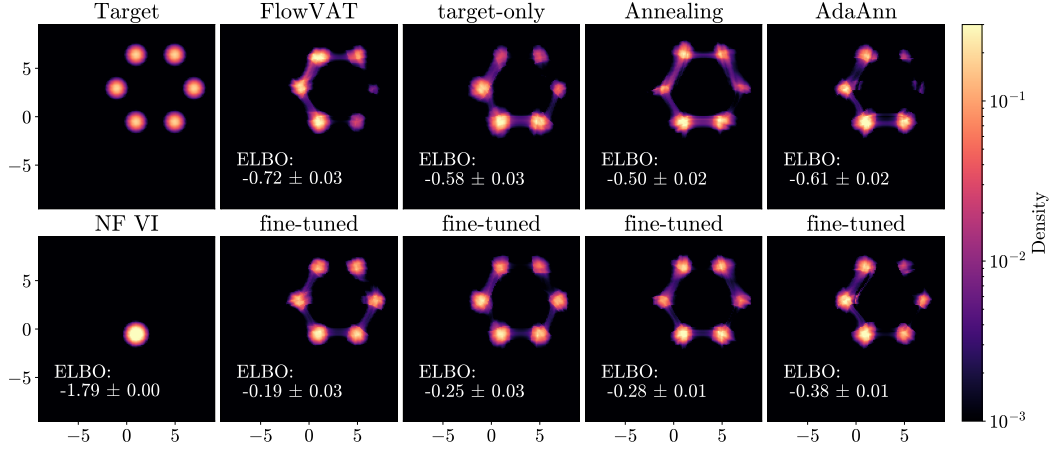 Target FlowVAT target-only Annealing AdaAnn
5
0
−5
ELBO:
-0.72 ± 0.03
ELBO:
-0.58 ± 0.03
ELBO:
-0.50 ± 0.02
ELBO:
-0.61 ± 0.02
NF VI fine-tuned fine-tuned fine-tuned fine-tuned
5
0
−5
ELBO:
-1.79 ± 0.00
ELBO:
-0.19 ± 0.03
ELBO:
-0.25 ± 0.03
ELBO:
-0.28 ± 0.01
ELBO:
-0.38 ± 0.01
−5 0 5 −5 0 5 −5 0 5 −5 0 5 −5 0 5
10⁻¹
10⁻²
10⁻³
Density